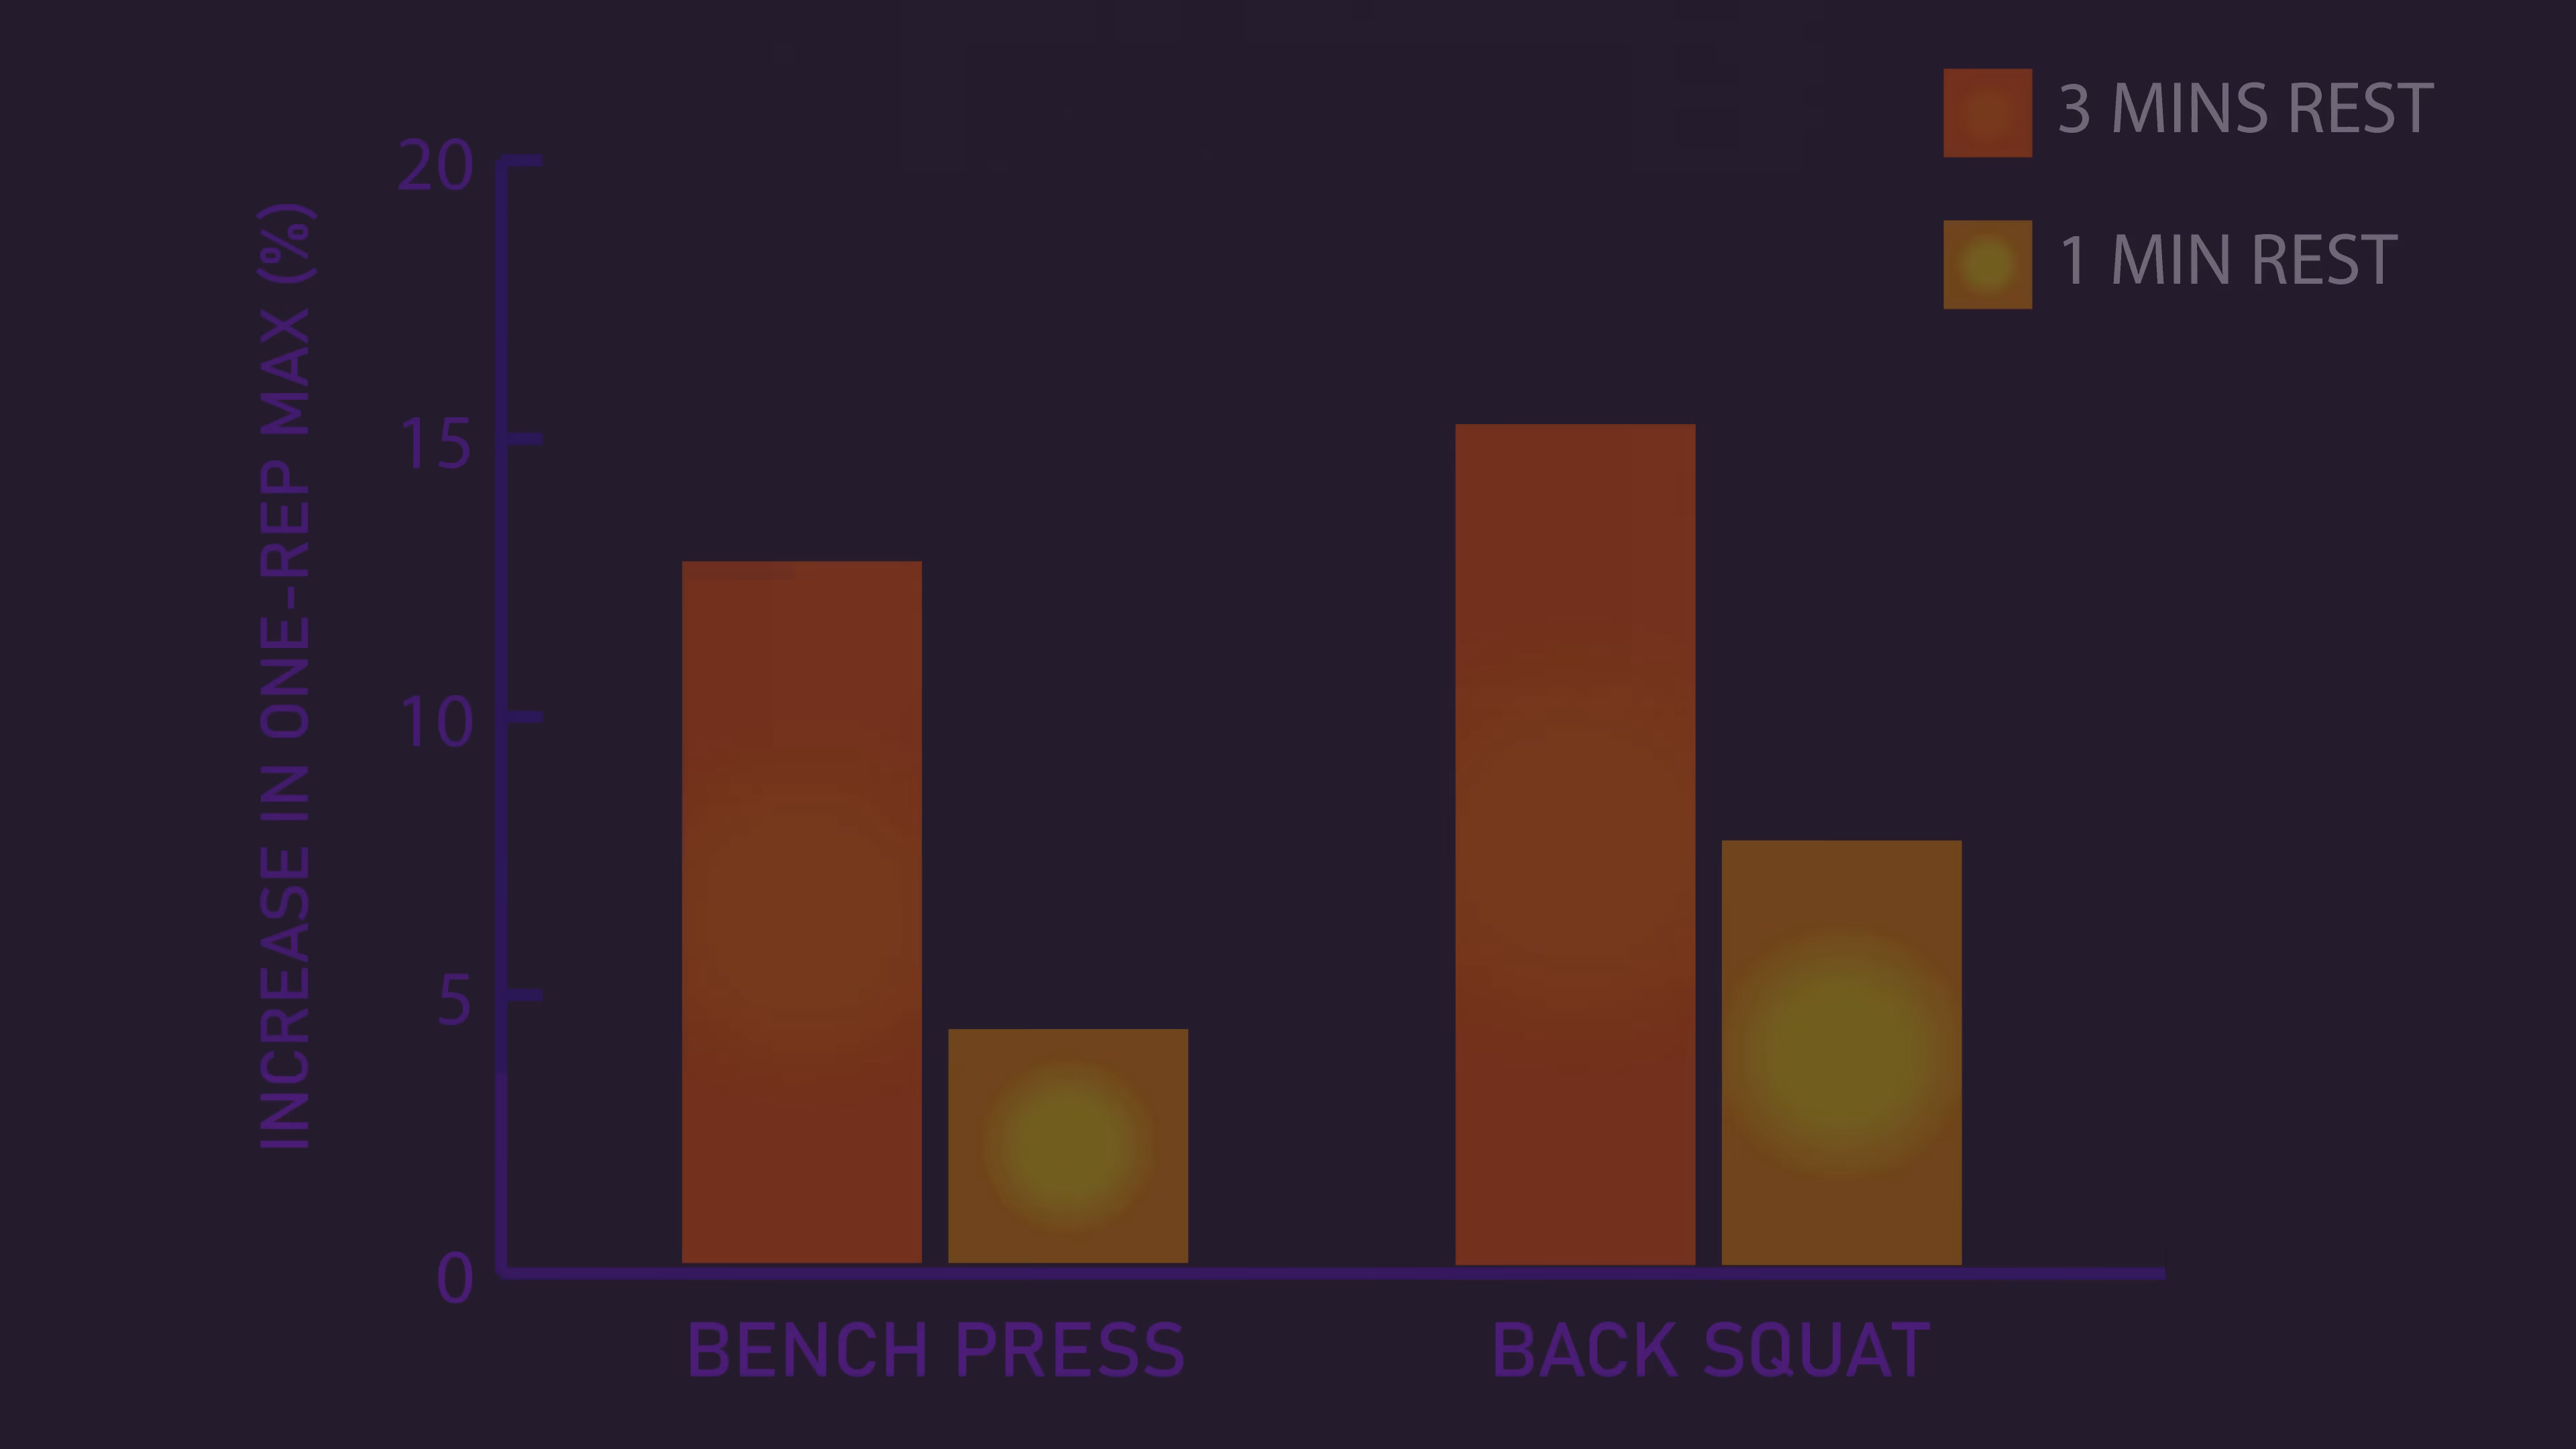 3 MINS REST
1 MIN REST
INCREASE IN ONE-REP MAX (%)
20
15
10
5
0
BENCH PRESS
BACK SQUAT